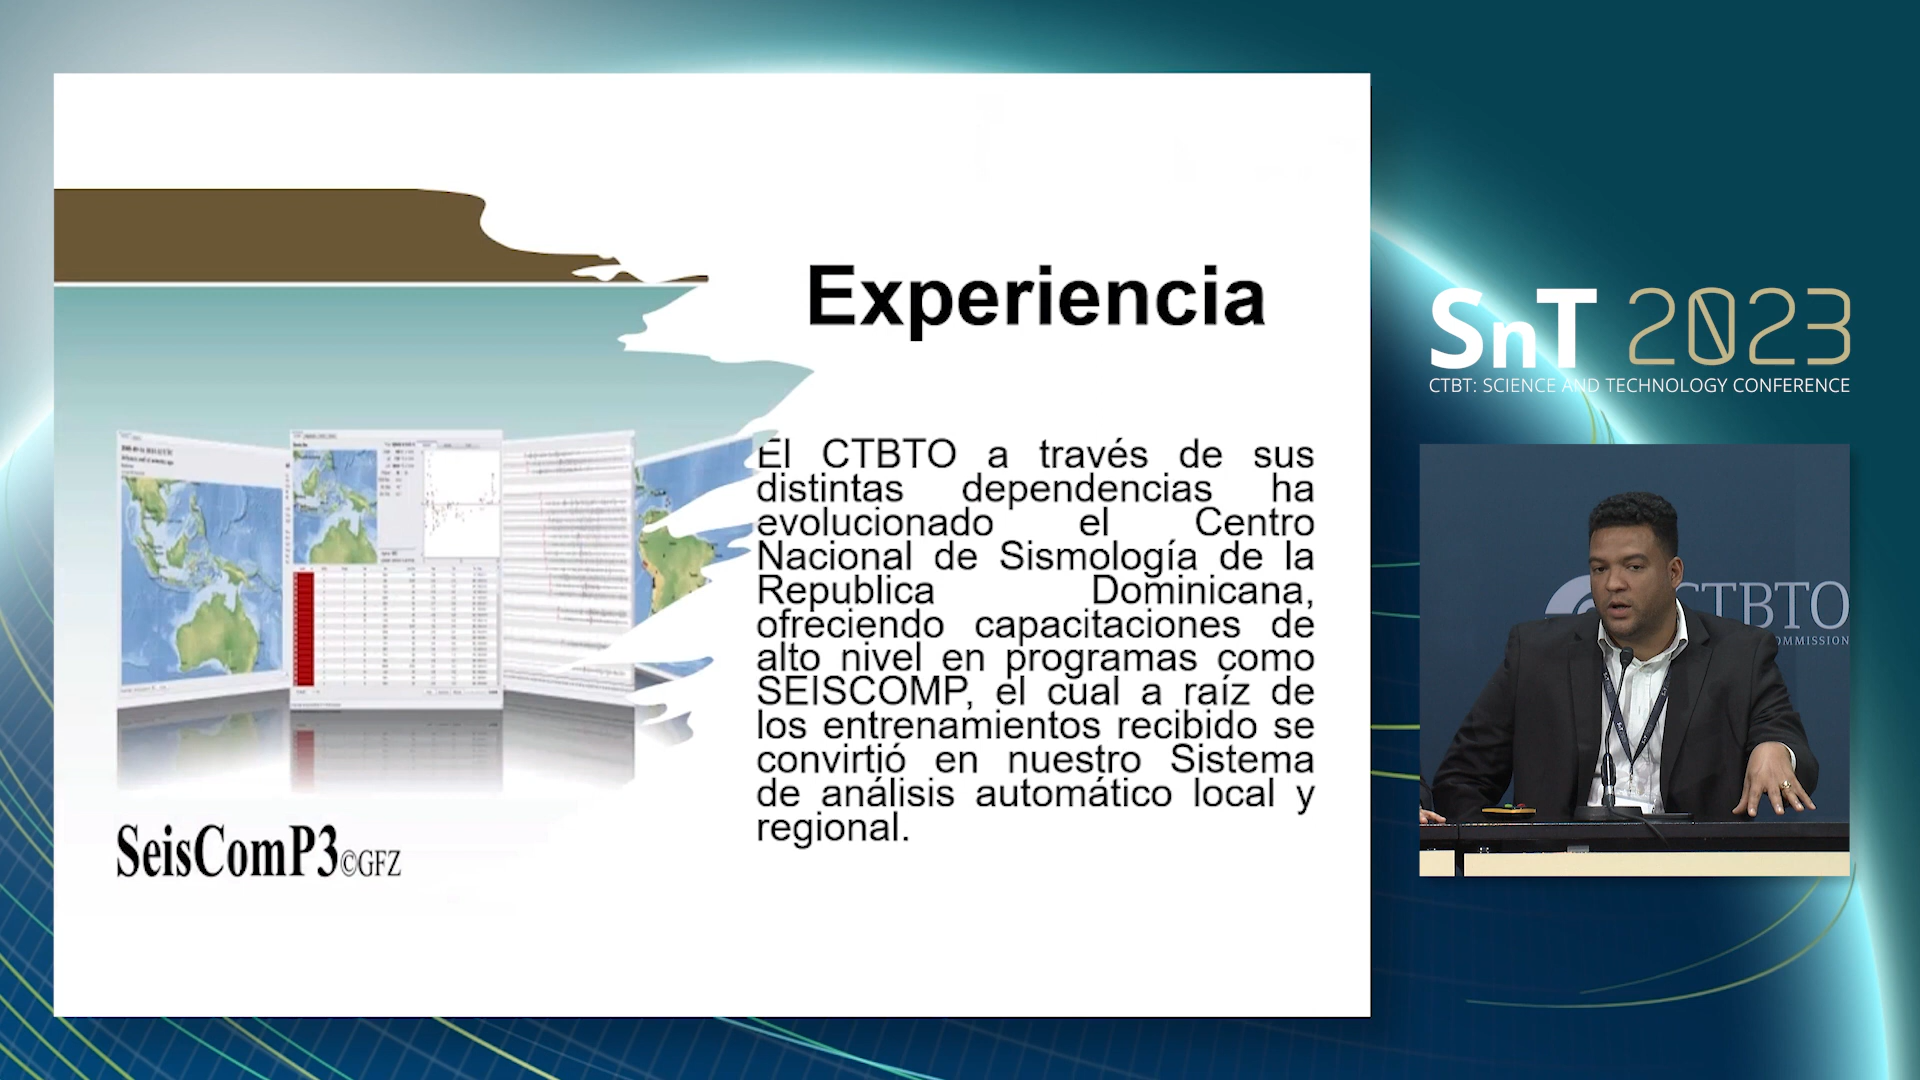 Experiencia
El CTBTO a través de sus
distintas dependencias ha
evolucionado el Centro
Nacional de Sismología de la
Republica Dominicana,
ofreciendo capacitaciones de
alto nivel en programas como
SEISCOMP, el cual a raíz de
los entrenamientos recibido se
convirtió en nuestro Sistema
de análisis automático local y
regional.
SeisComP3©GFZ
SnT 2023
CTBT: SCIENCE AND TECHNOLOGY CONFERENCE
CTBTO
OMMISSION